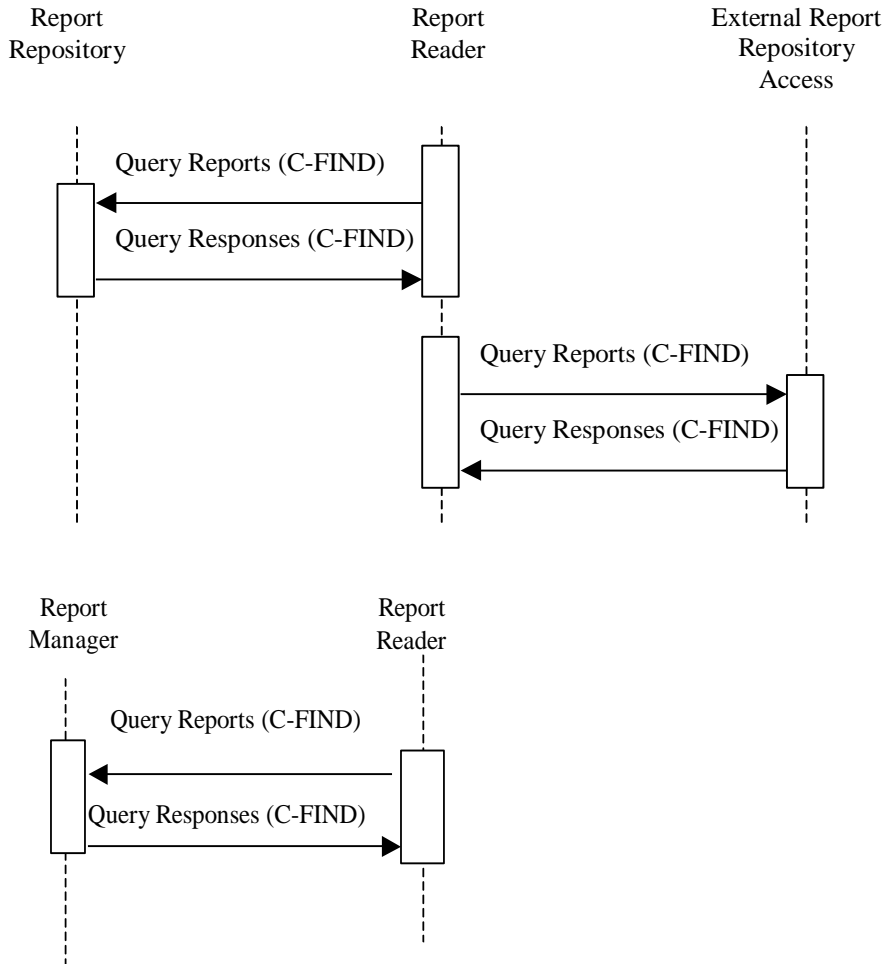 Report
Repository
Report
Reader
External Report
Repository
Access
Query Reports (C-FIND)
Query Responses (C-FIND)
Query Reports (C-FIND)
Query Responses (C-FIND)
Report
Manager
Report
Reader
Query Reports (C-FIND)
Query Responses (C-FIND)